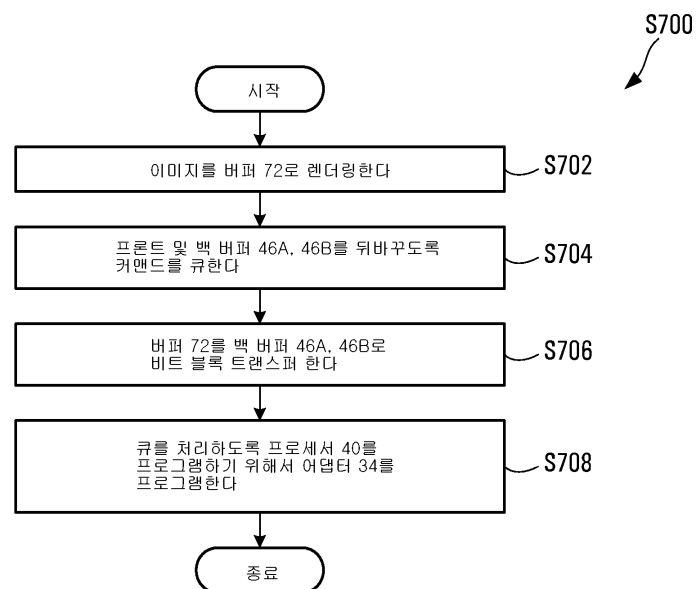 S700
시작
이미지를 버퍼 72로 렌더링한다
S702
프론트 및 백 버퍼 46A, 46B를 뒤바꾸도록
커맨드를 큐한다
S704
버퍼 72를 백 버퍼 46A, 46B로
비트 블록 트랜스퍼 한다
S706
큐를 처리하도록 프로세서 40를
프로그램하기 위해서 어댑터 34를
프로그램한다
S708
종료